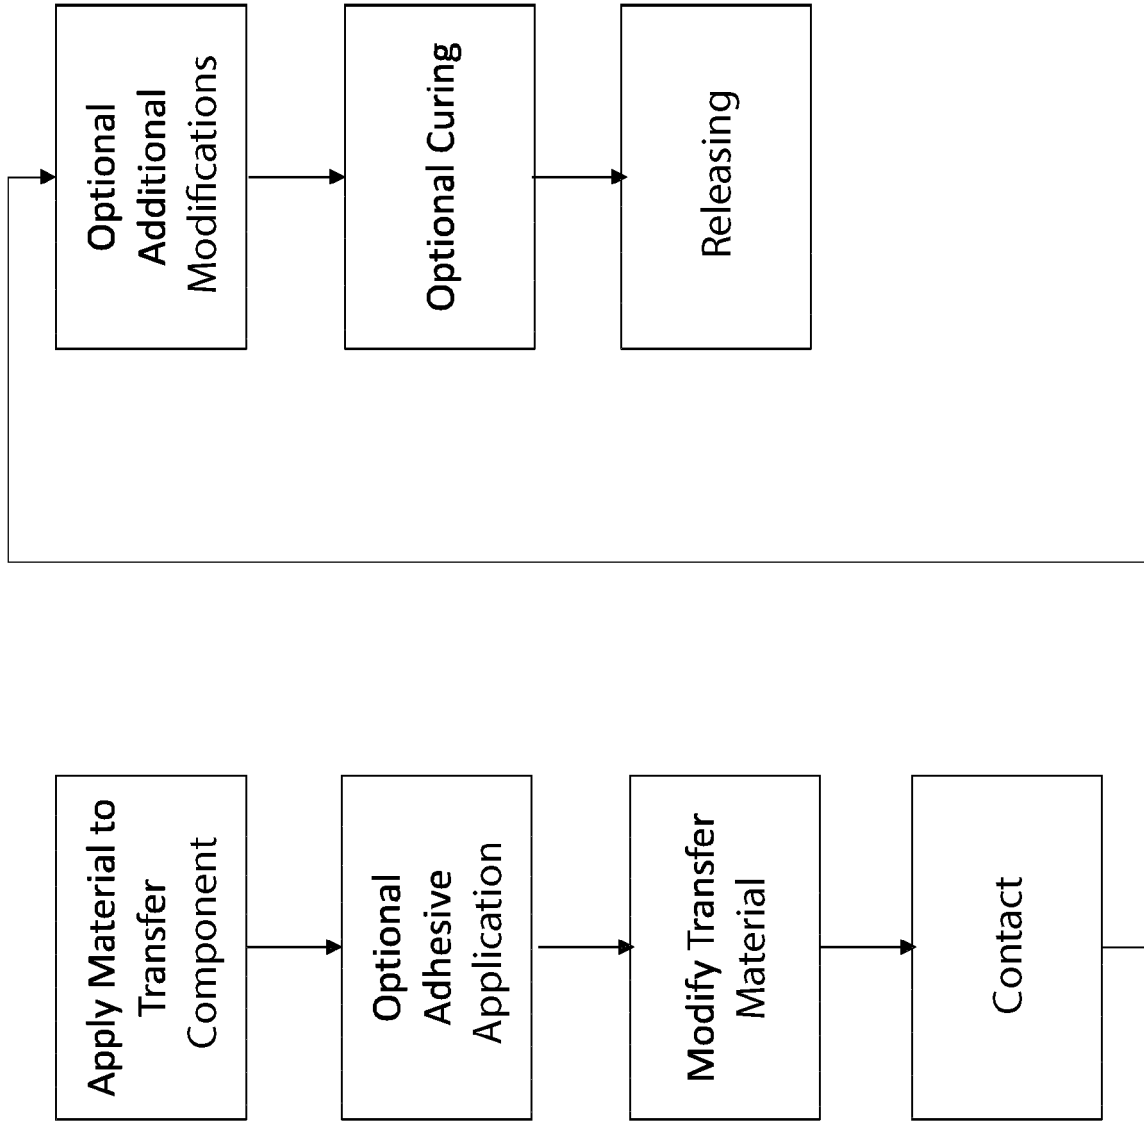 Apply Material to
Transfer
Component
Optional
Adhesive
Application
Modify Transfer
Material
Contact
Optional
Additional
Modifications
Optional Curing
Releasing